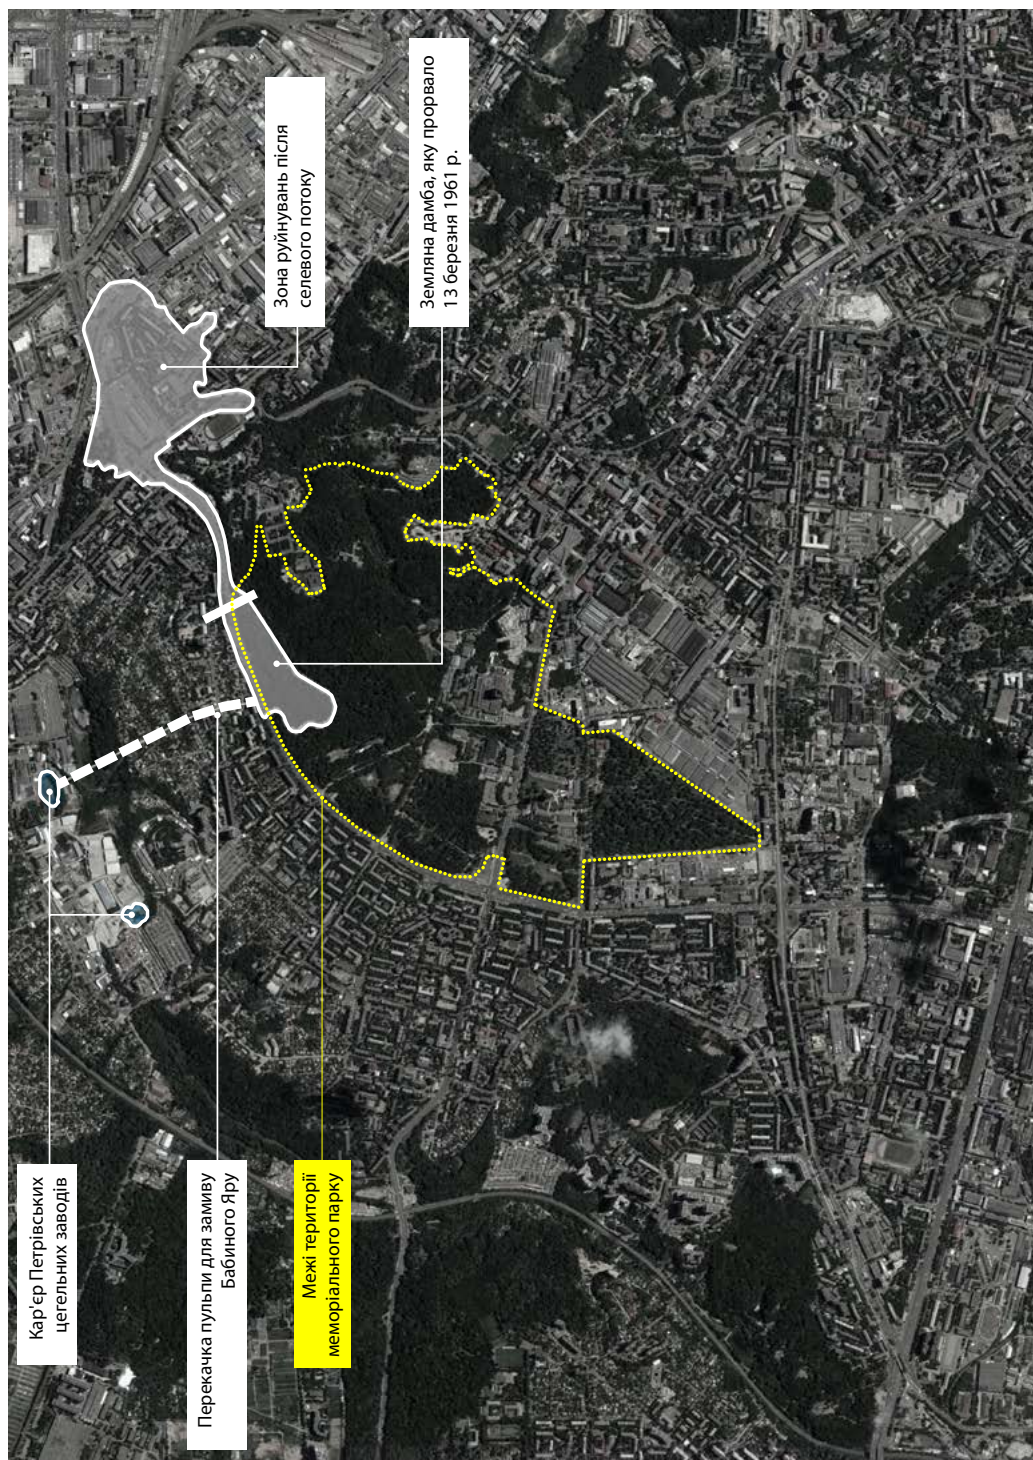 Кар'єр Петрівських
цегельних заводів
Перекачка пульпи для замиву
Бабиного Яру
Межі території
меморіального парку
Зона руйнувань після
селевого потоку
Земляна дамба, яку прорвало
13 березня 1961 р.